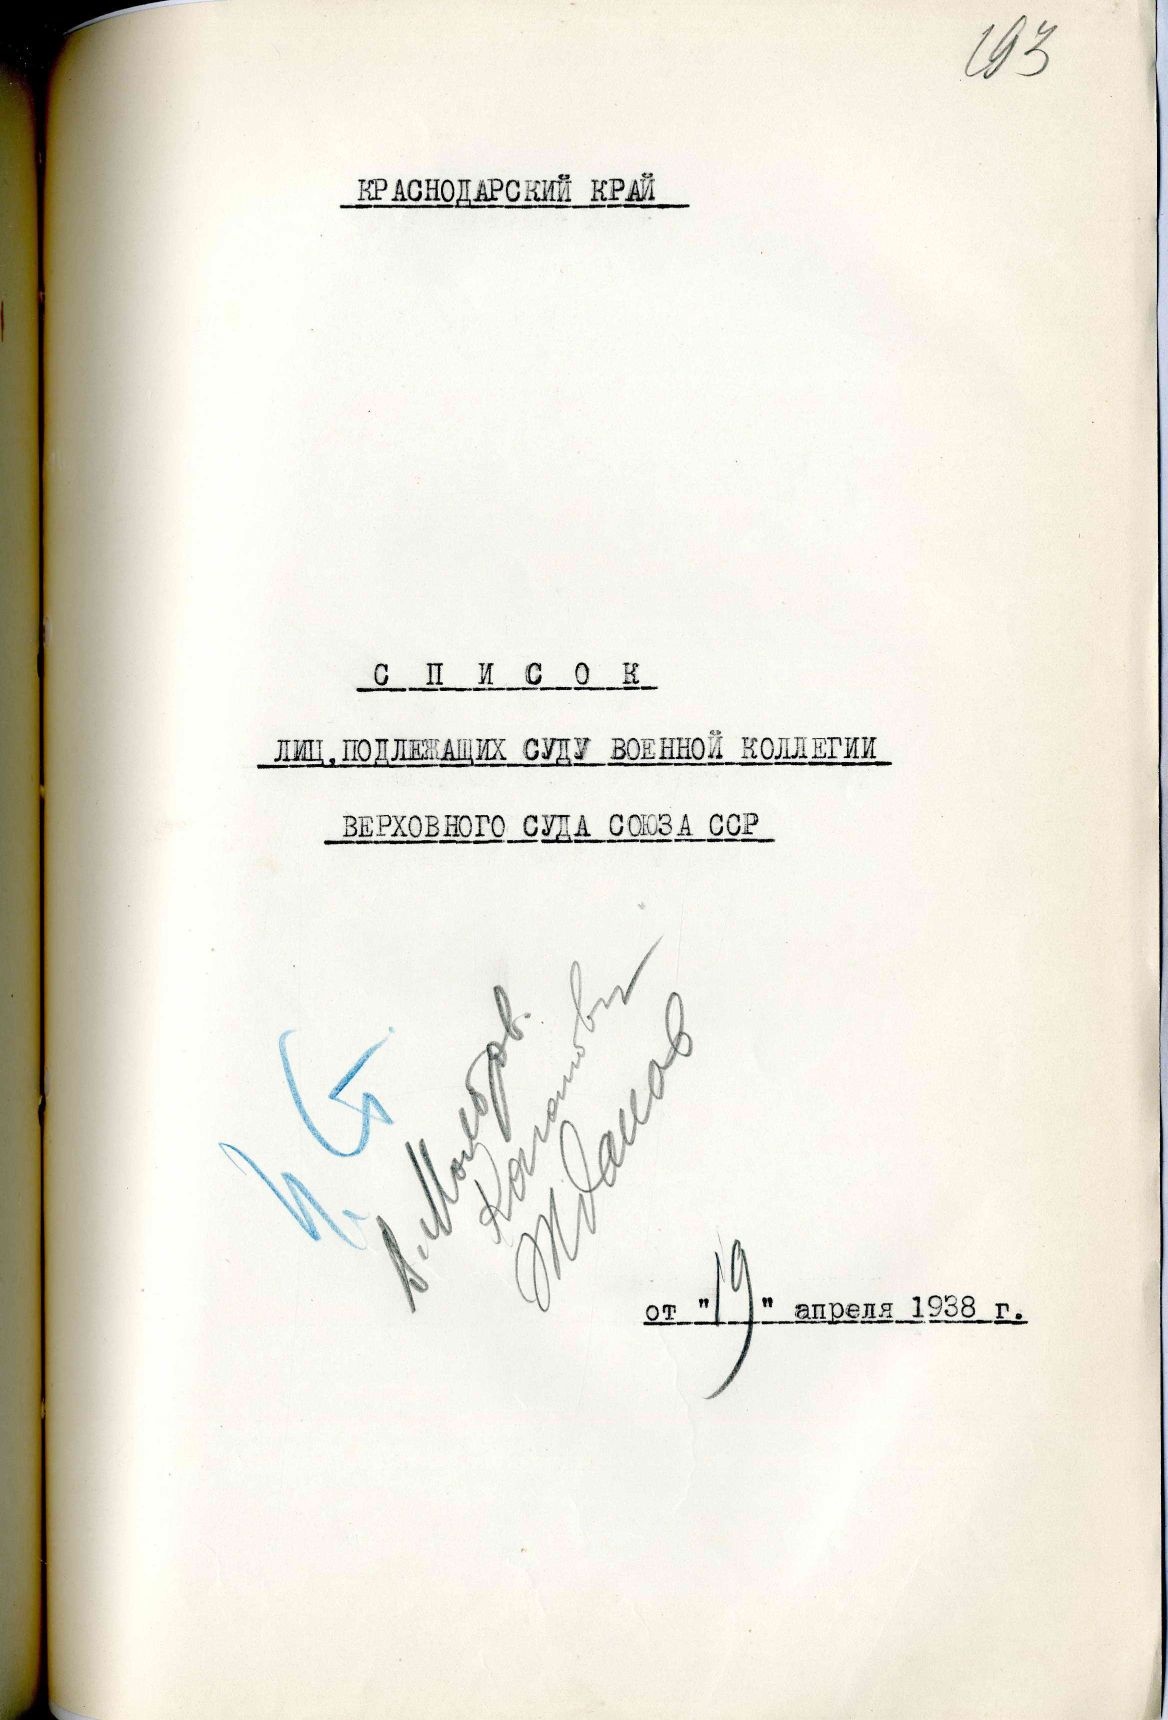 193
КРАСНОДАРСКИЙ КРАЙ
С П И С О К
ЛИЦ, ПОДЛЕЖАЩИХ СУДУ ВОЕННОЙ КОЛЛЕГИИ
ВЕРХОВНОГО СУДА СОЮЗА ССР
И. Ст
В. Молотов.
Каганович
Жданов
от "19" апреля 1938 г.